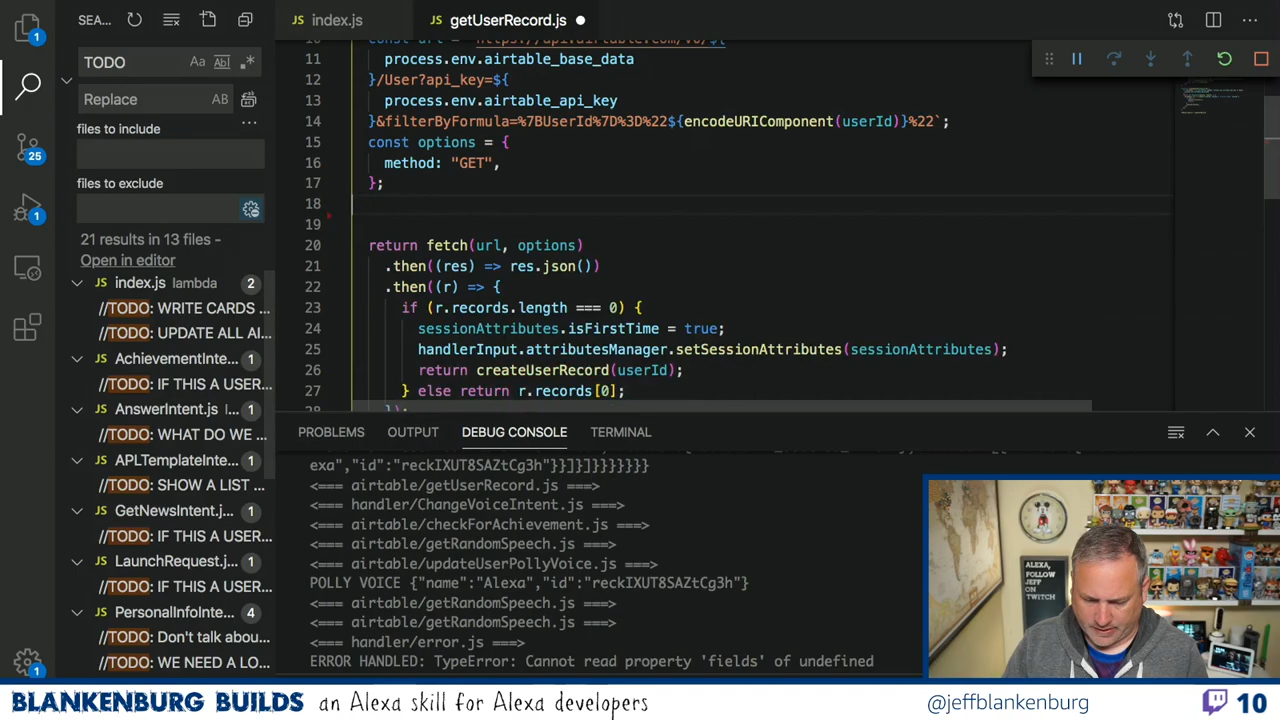 SEA...
index.js
getUserRecord.js
TODO
Aa
Replace
AB
files to include
files to exclude
21 results in 13 files -
Open in editor
index.js lambda 2
//TODO: WRITE CARDS ...
//TODO: UPDATE ALL AI...
AchievementInte... 1
//TODO: IF THIS A USER...
AnswerIntent.js 1
//TODO: WHAT DO WE ...
APLTemplateInte... 1
//TODO: SHOW A LIST ...
GetNewsIntent.j... 1
//TODO: IF THIS A USER...
LaunchRequest.j... 1
//TODO: IF THIS A USER...
PersonalInfoInte... 4
//TODO: Don't talk abou...
//TODO: WE NEED A LO...
1
25
1
1
11 process.env.airtable_base_data
12 }/User?api_key=${
13 process.env.airtable_api_key
14 }&filterByFormula=%7BUserId%7D%3D%22${encodeURIComponent(userId)}%22`;
15 const options = {
16 method: "GET",
17 };
18
19
20 return fetch(url, options)
21 .then((res) => res.json())
22 .then((r) => {
23 if (r.records.length === 0) {
24 sessionAttributes.isFirstTime = true;
25 handlerInput.attributesManager.setSessionAttributes(sessionAttributes);
26 return createUserRecord(userId);
27 } else return r.records[0];
28 });
PROBLEMS
OUTPUT
DEBUG CONSOLE
TERMINAL
exa","id":"reckIXUT8SAZtCg3h"}}]}]}}}}}}}
<=== airtable/getUserRecord.js ===>
<=== handler/ChangeVoiceIntent.js ===>
<=== airtable/checkForAchievement.js ===>
<=== airtable/getRandomSpeech.js ===>
<=== airtable/updateUserPollyVoice.js ===>
POLLY VOICE {"name":"Alexa","id":"reckIXUT8SAZtCg3h"}
<=== airtable/getRandomSpeech.js ===>
<=== airtable/getRandomSpeech.js ===>
<=== handler/error.js ===>
ERROR HANDLED: TypeError: Cannot read property 'fields' of undefined
ALEXA,
FOLLOW
JEFF
ON
TWITCH
BLANKENBURG BUILDS an Alexa skill for Alexa developers
@jeffblankenburg
10